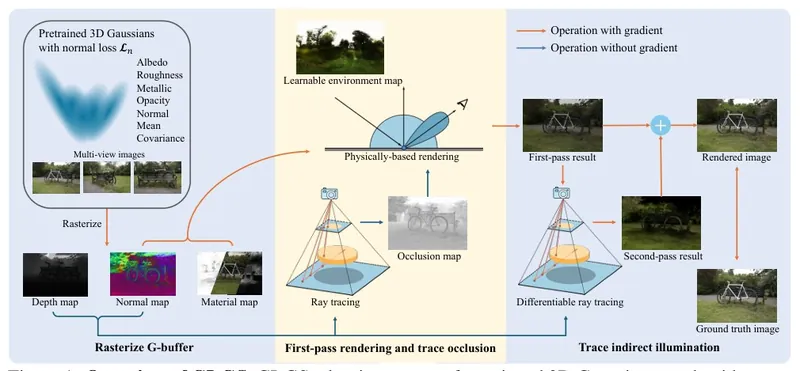 Pretrained 3D Gaussians
with normal loss 𝓛ₙ
Albedo
Roughness
Metallic
Opacity
Normal
Mean
Covariance
Multi-view images
Rasterize
Depth map
Normal map
Material map
Rasterize G-buffer
Learnable environment map
Physically-based rendering
Occlusion map
Ray tracing
First-pass rendering and trace occlusion
Operation with gradient
Operation without gradient
First-pass result
Rendered image
Second-pass result
Differentiable ray tracing
Ground truth image
Trace indirect illumination